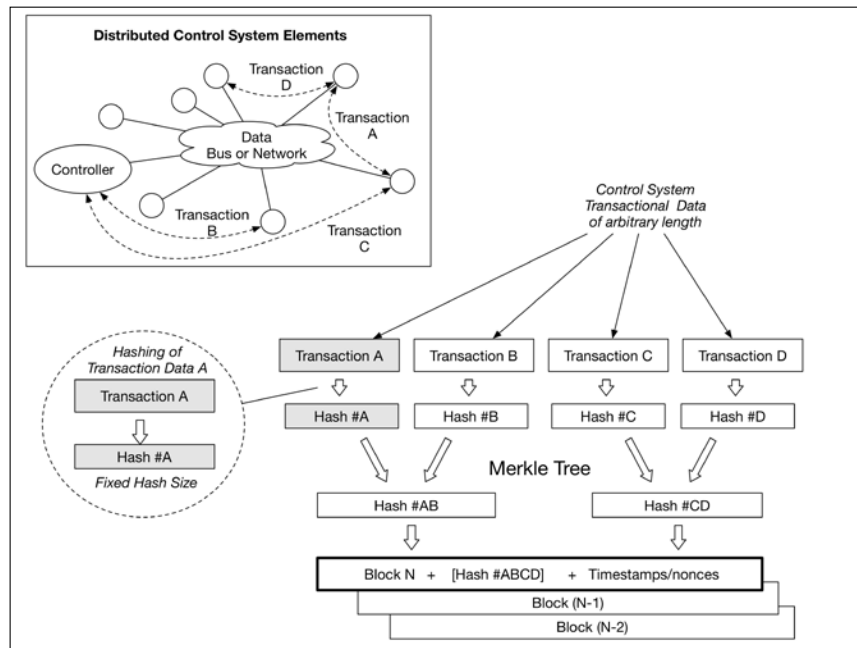 Distributed Control System Elements
Transaction
D
Transaction
A
Data
Bus or Network
Controller
Transaction
B
Transaction
C
Control System
Transactional Data
of arbitrary length
Hashing of
Transaction Data A
Transaction A
Hash #A
Fixed Hash Size
Transaction A
Transaction B
Transaction C
Transaction D
Hash #A
Hash #B
Hash #C
Hash #D
Merkle Tree
Hash #AB
Hash #CD
Block N + [Hash #ABCD] + Timestamps/nonces
Block (N-1)
Block (N-2)